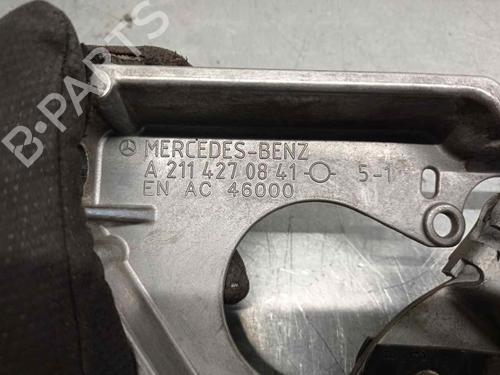 MERCEDES-BENZ
A 211 427 08 41 5-1
EN AC 46000
B-PARTS